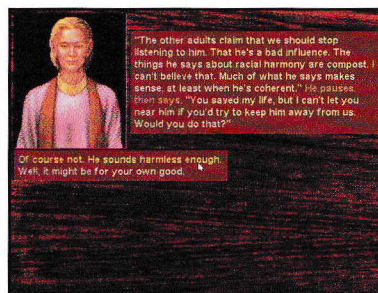 "The other adults claim that we should stop
listening to him. That he's a bad influence. The
things he says about racial harmony are compost. I
can't believe that. Much of what he says makes
sense, at least when he's coherent." He pauses,
then says, "You saved my life, but I can't let you
near him if you'd try to keep him away from us.
Would you do that?"
Of course not. He sounds harmless enough.
Well, it might be for your own good.